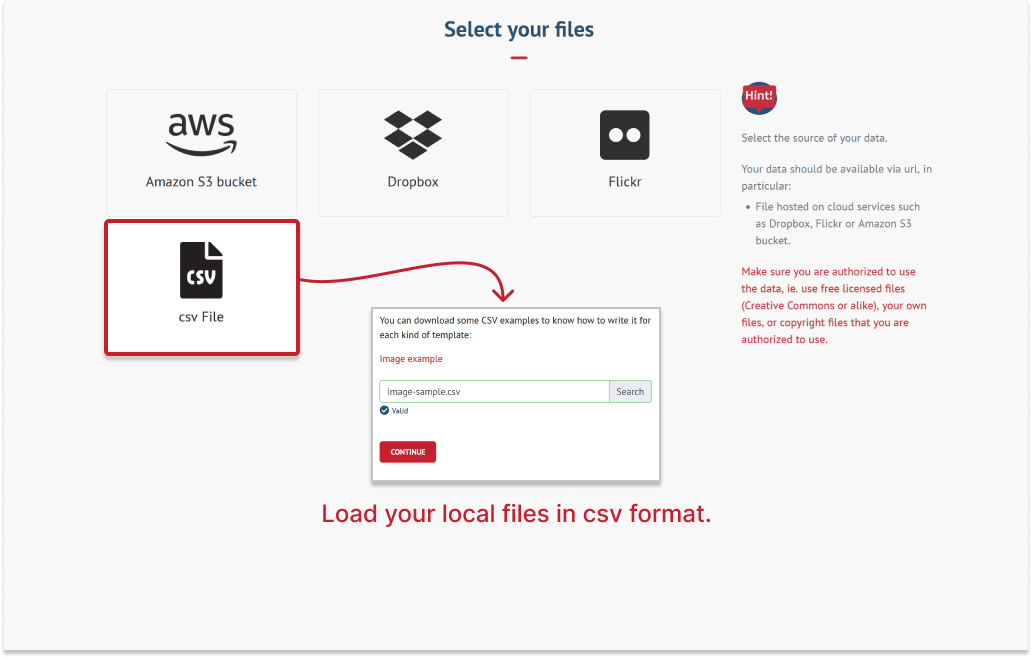 Select your files
aws
Amazon S3 bucket
Dropbox
Flickr
CSV
csv File
Hint!
Select the source of your data.
Your data should be available via url, in
particular:
• File hosted on cloud services such
as Dropbox, Flickr or Amazon S3
bucket.
Make sure you are authorized to use
the data, ie. use free licensed files
(Creative Commons or alike), your own
files, or copyright files that you are
authorized to use.
You can download some CSV examples to know how to write it for
each kind of template:
Image example
image-sample.csv
Search
Valid
CONTINUE
Load your local files in csv format.